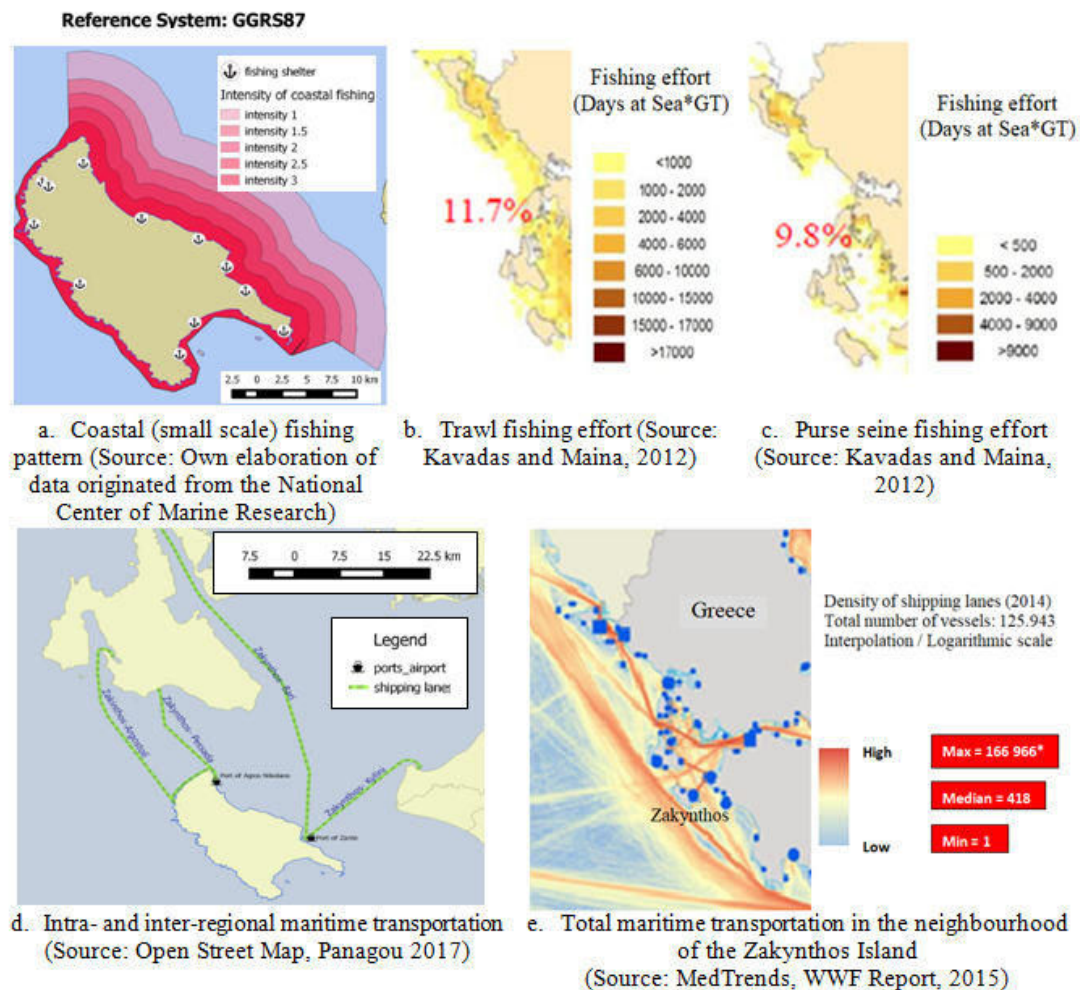 Reference System: GGRS87
fishing shelter
Intensity of coastal fishing
intensity 1
intensity 1.5
intensity 2
intensity 2.5
intensity 3
2.5 0 2.5 5 7.5 10 km
11.7%
Fishing effort
(Days at Sea*GT)
<1000
1000 - 2000
2000 - 4000
4000 - 6000
6000 - 10000
10000 - 15000
15000 - 17000
>17000
9.8%
Fishing effort
(Days at Sea*GT)
< 500
500 - 2000
2000 - 4000
4000 - 9000
>9000
a. Coastal (small scale) fishing
pattern (Source: Own elaboration of
data originated from the National
Center of Marine Research)
b. Trawl fishing effort (Source:
Kavadas and Maina, 2012)
c. Purse seine fishing effort
(Source: Kavadas and Maina,
2012)
7.5 0 7.5 15 22.5 km
Legend
ports_airport
shipping lanes
Zakynthos- Bari
Zakinthos-Argostoli
Zakynthos- Pessada
Zakynthos- Kylini
Port of Agios Nikolaos
Port of Zante
Greece
Zakynthos
Density of shipping lanes (2014)
Total number of vessels: 125.943
Interpolation / Logarithmic scale
High
Low
Max = 166 966*
Median = 418
Min = 1
d. Intra- and inter-regional maritime transportation
(Source: Open Street Map, Panagou 2017)
e. Total maritime transportation in the neighbourhood
of the Zakynthos Island
(Source: MedTrends, WWF Report, 2015)